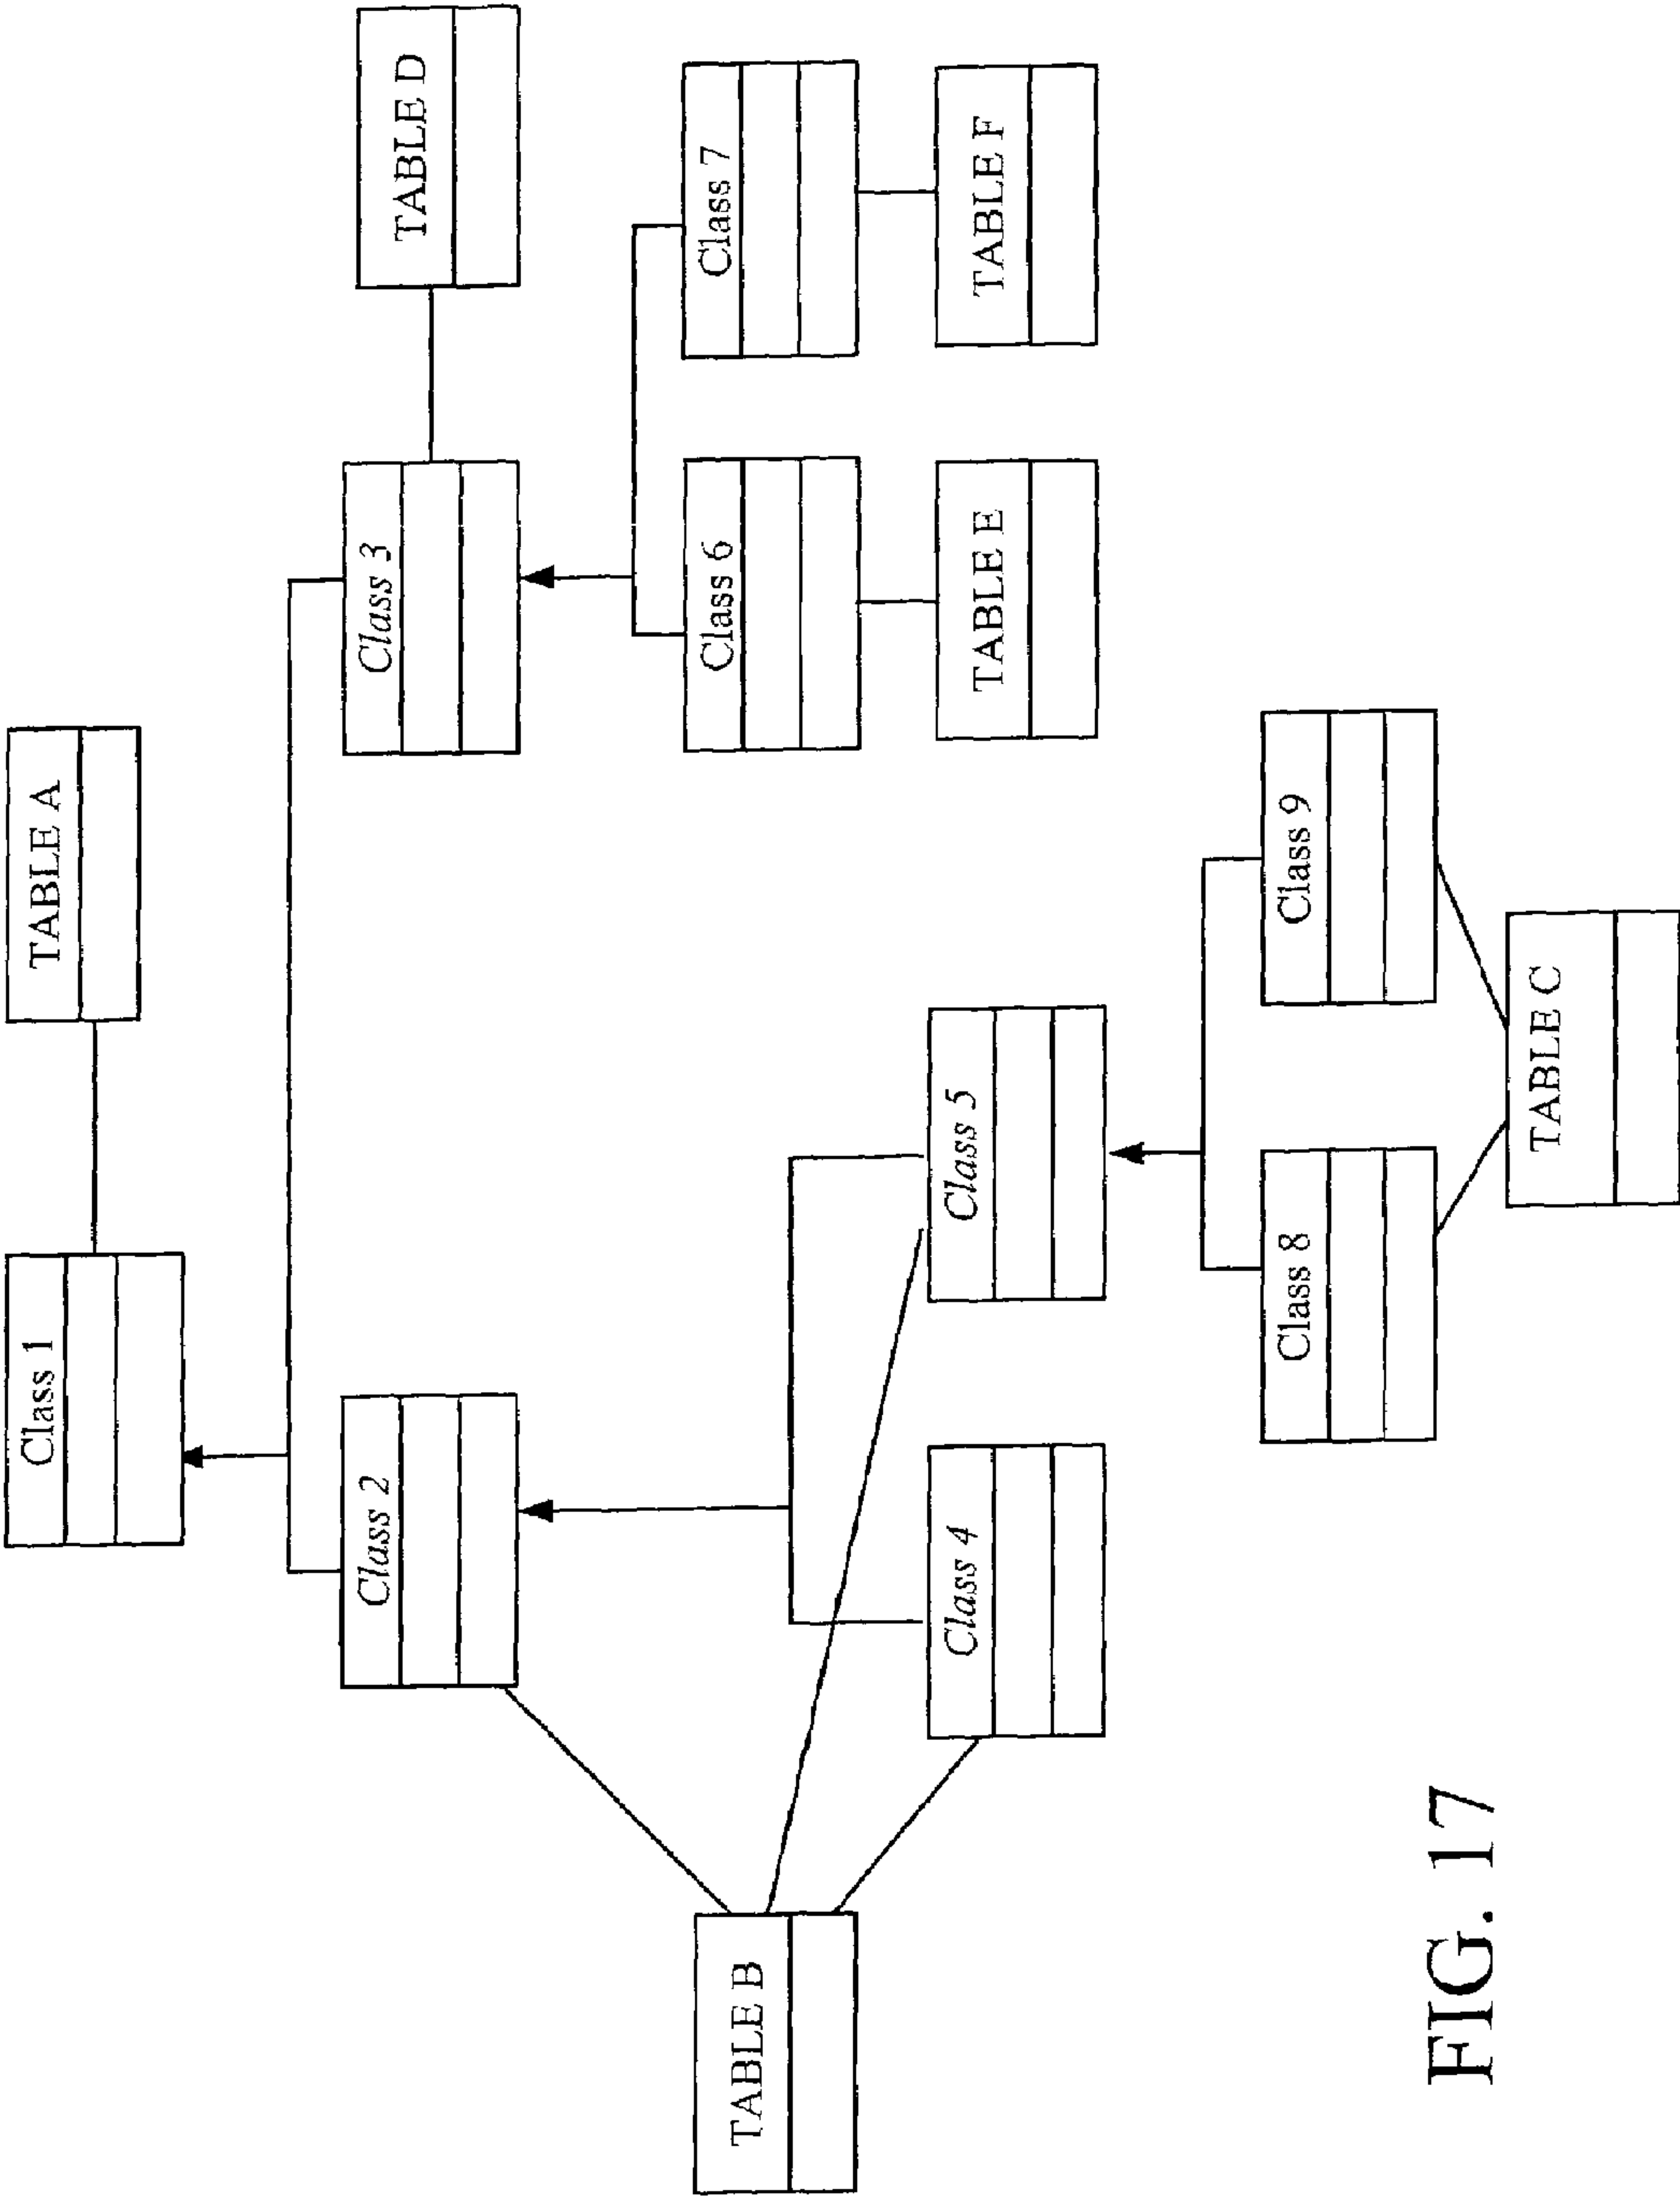 Class 1
TABLE A
Class 2
Class 3
TABLE D
TABLE B
Class 6
Class 7
Class 4
Class 5
TABLE E
TABLE F
Class 8
Class 9
TABLE C
FIG. 17